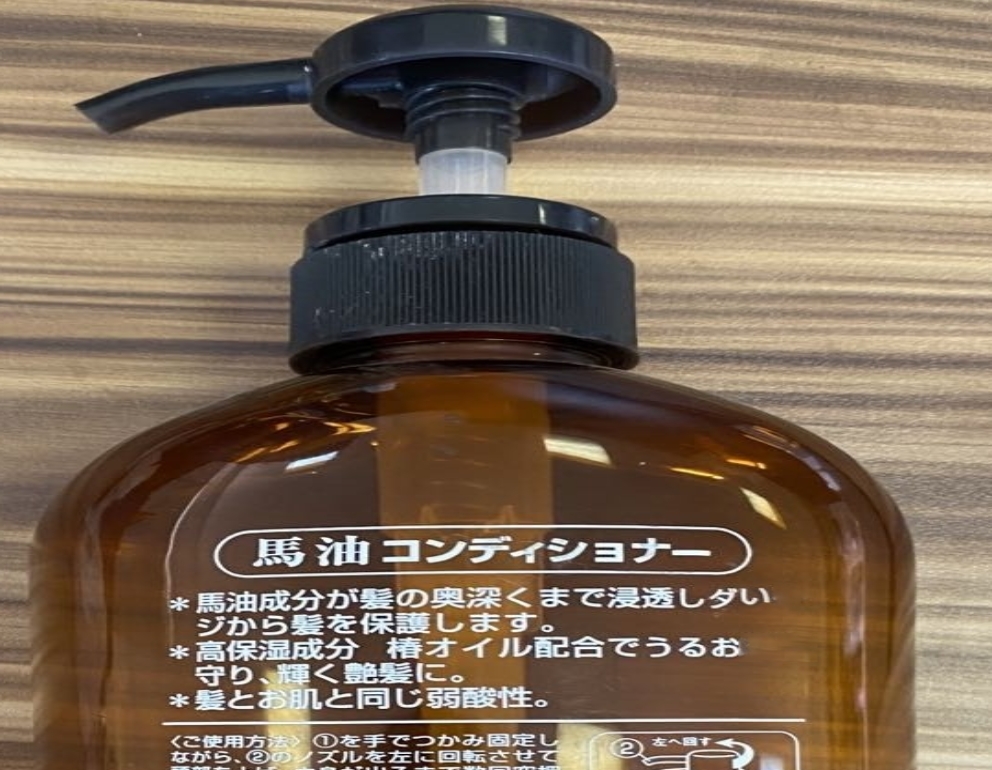 馬油コンディショナー
*馬油成分が髪の奥深くまで浸透しダい
ジから髪を保護します。
*高保湿成分 椿オイル配合でうるお
守り、輝く艶髪に。
*髪とお肌と同じ弱酸性。
〈ご使用方法〉①を手でつかみ固定し
ながら、②のノズルを左に回転させて
② 左へ回す